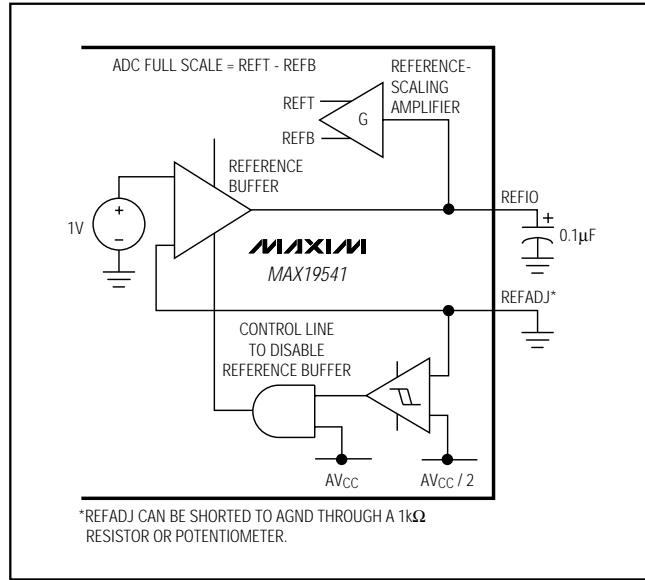 ADC FULL SCALE = REFT - REFB
REFERENCE-
SCALING
AMPLIFIER
REFT
G
REFB
REFERENCE
BUFFER
REFIO
+
1V
+
−
0.1μF
MAXIM
MAX19541
REFADJ*
CONTROL LINE
TO DISABLE
REFERENCE BUFFER
AVCC
AVCC / 2
*REFADJ CAN BE SHORTED TO AGND THROUGH A 1kΩ
RESISTOR OR POTENTIOMETER.